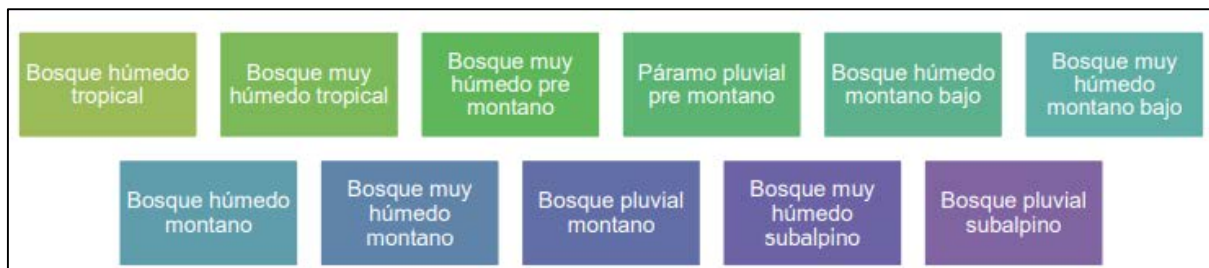 Bosque húmedo
tropical
Bosque muy
húmedo tropical
Bosque muy
húmedo pre
montano
Páramo pluvial
pre montano
Bosque húmedo
montano bajo
Bosque muy
húmedo
montano bajo
Bosque húmedo
montano
Bosque muy
húmedo
montano
Bosque pluvial
montano
Bosque muy
húmedo
subalpino
Bosque pluvial
subalpino